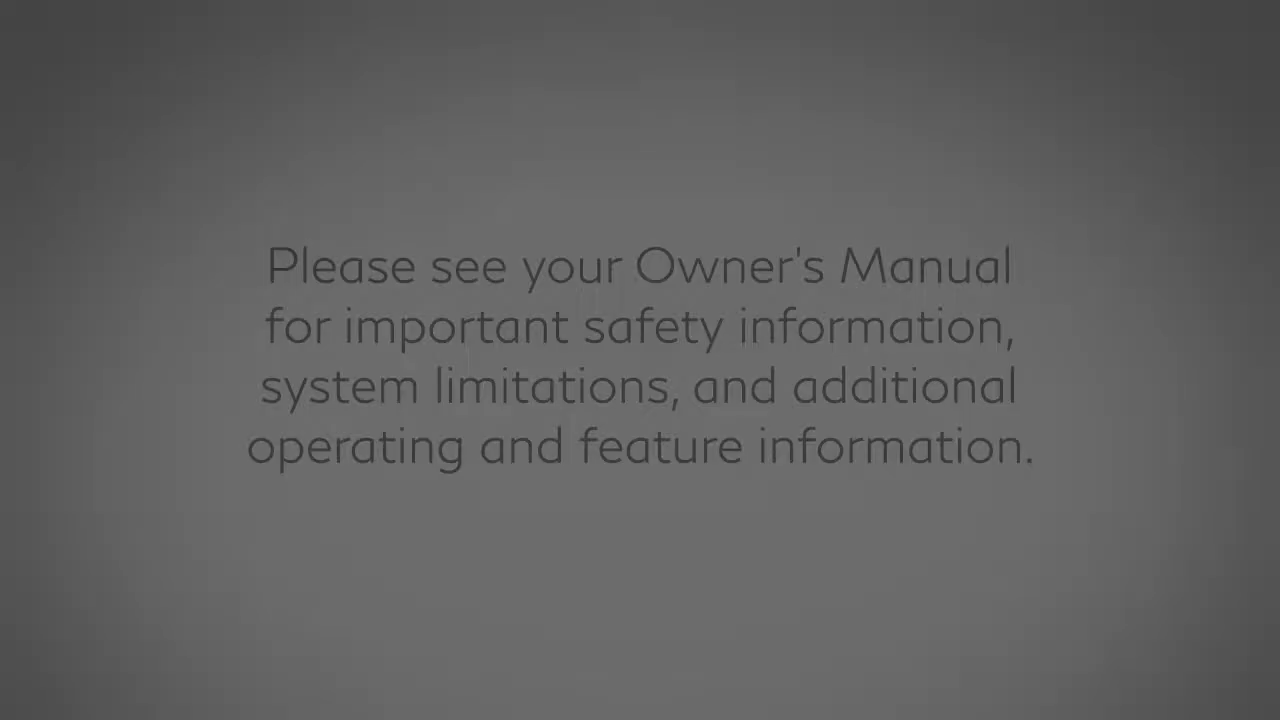 Please see your Owner's Manual
for important safety information,
system limitations, and additional
operating and feature information.